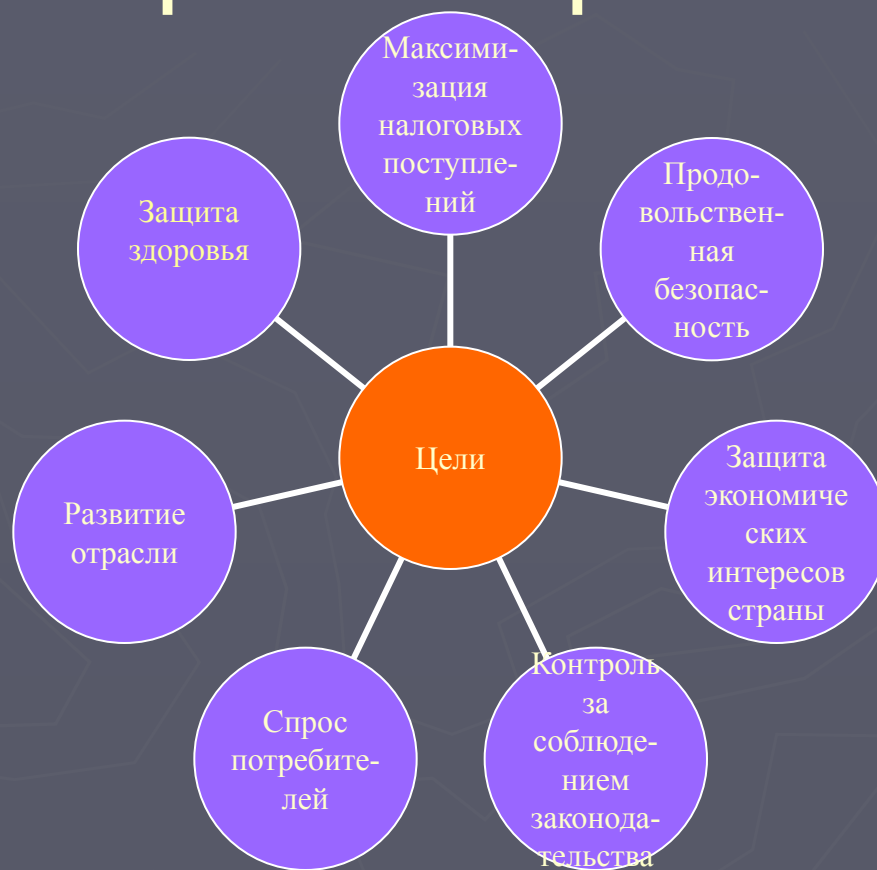 Максими-
зация
налоговых
поступле-
ний
Продо-
вольствен-
ная
безопас-
ность
Защита
экономиче
ских
интересов
страны
Контроль
за
соблюде-
нием
законода-
тельства
Спрос
потребите-
лей
Развитие
отрасли
Защита
здоровья
Цели